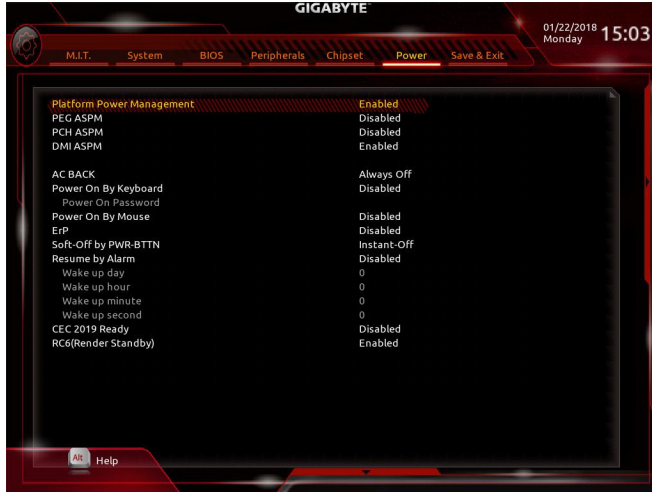 GIGABYTE™
01/22/2018 15:03
Monday
M.I.T. System BIOS Peripherals Chipset Power Save & Exit
Platform Power Management Enabled
PEG ASPM Disabled
PCH ASPM Disabled
DMI ASPM Enabled
AC BACK Always Off
Power On By Keyboard Disabled
Power On Password
Power On By Mouse Disabled
ErP Disabled
Soft-Off by PWR-BTTN Instant-Off
Resume by Alarm Disabled
Wake up day 0
Wake up hour 0
Wake up minute 0
Wake up second 0
CEC 2019 Ready Disabled
RC6(Render Standby) Enabled
Alt Help